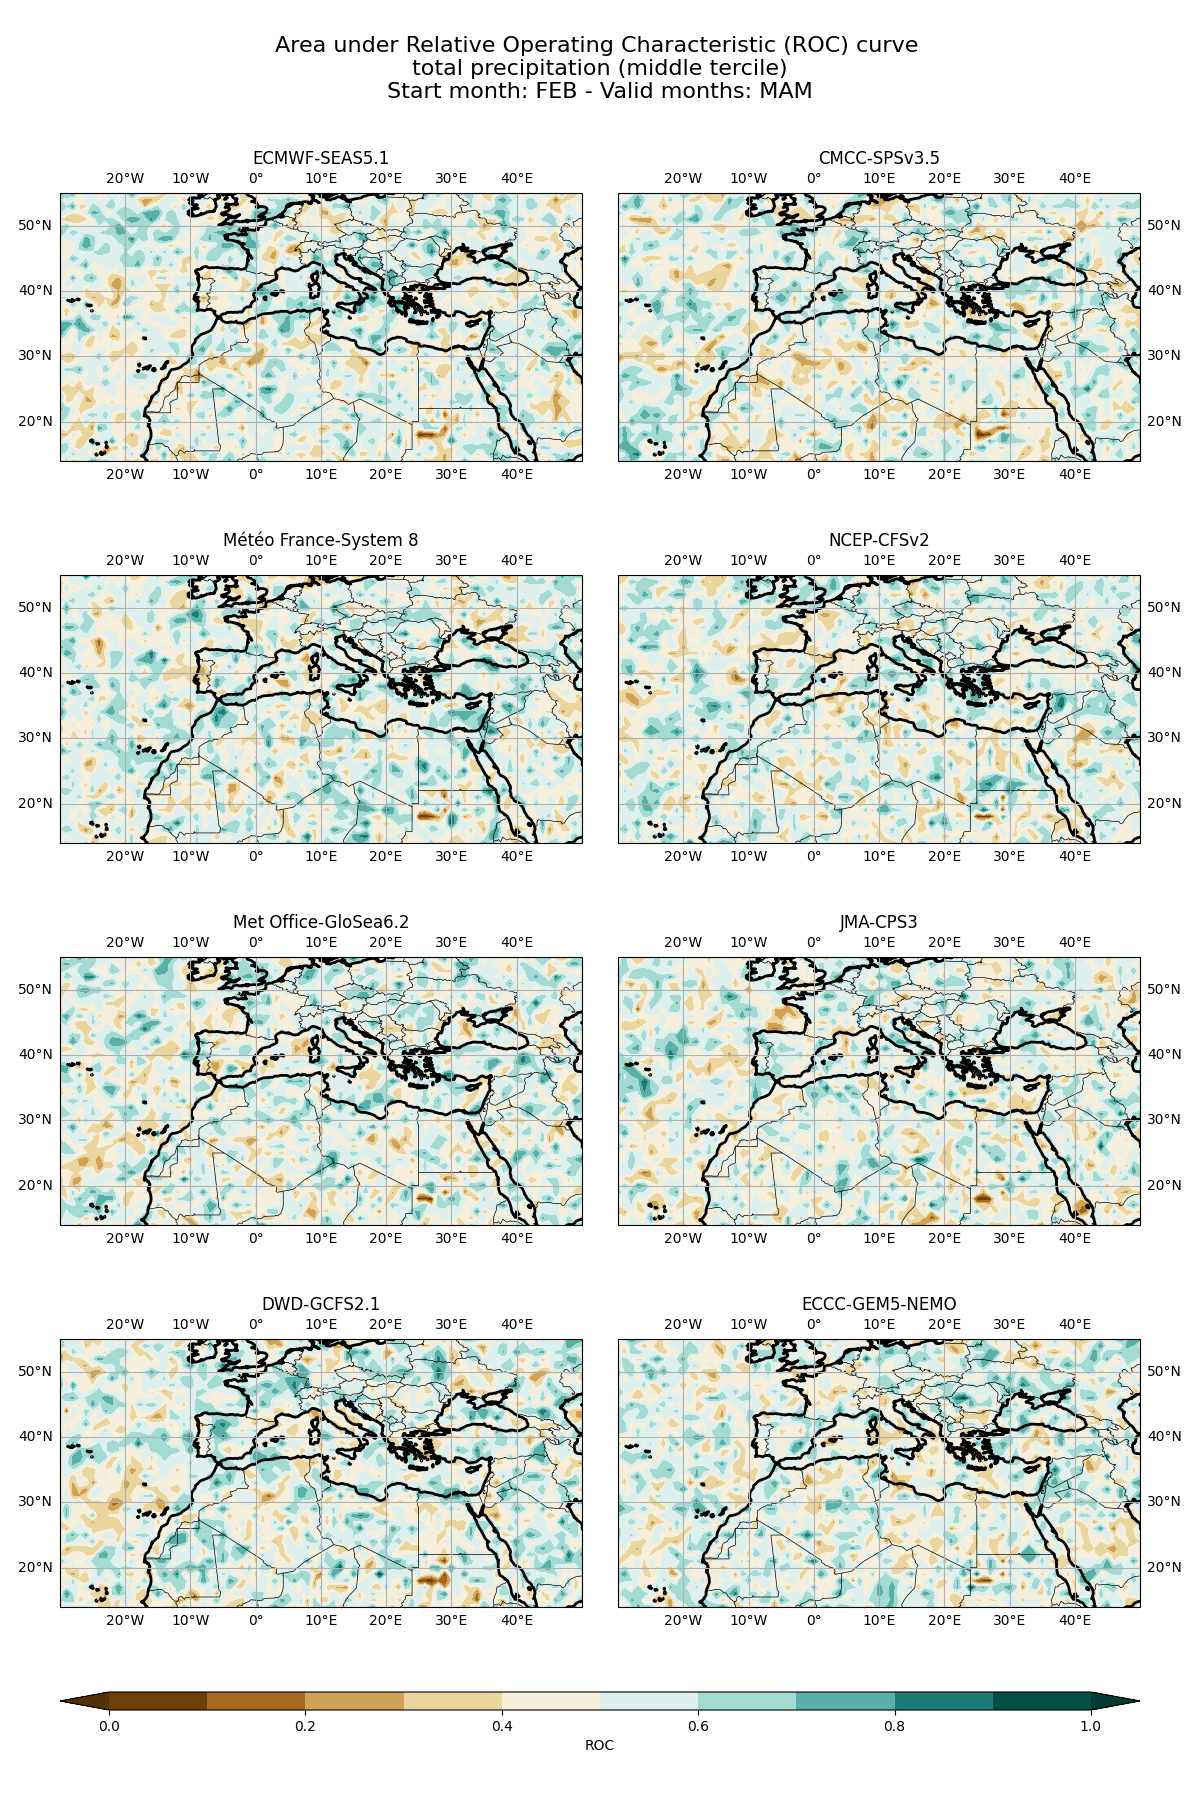 Area under Relative Operating Characteristic (ROC) curve
total precipitation (middle tercile)
Start month: FEB - Valid months: MAM
ECMWF-SEAS5.1
20°W 10°W 0° 10°E 20°E 30°E 40°E
50°N
40°N
30°N
20°N
20°W 10°W 0° 10°E 20°E 30°E 40°E
CMCC-SPSv3.5
20°W 10°W 0° 10°E 20°E 30°E 40°E
50°N
40°N
30°N
20°N
20°W 10°W 0° 10°E 20°E 30°E 40°E
Météo France-System 8
20°W 10°W 0° 10°E 20°E 30°E 40°E
50°N
40°N
30°N
20°N
20°W 10°W 0° 10°E 20°E 30°E 40°E
NCEP-CFSv2
20°W 10°W 0° 10°E 20°E 30°E 40°E
50°N
40°N
30°N
20°N
20°W 10°W 0° 10°E 20°E 30°E 40°E
Met Office-GloSea6.2
20°W 10°W 0° 10°E 20°E 30°E 40°E
50°N
40°N
30°N
20°N
20°W 10°W 0° 10°E 20°E 30°E 40°E
JMA-CPS3
20°W 10°W 0° 10°E 20°E 30°E 40°E
50°N
40°N
30°N
20°N
20°W 10°W 0° 10°E 20°E 30°E 40°E
DWD-GCFS2.1
20°W 10°W 0° 10°E 20°E 30°E 40°E
50°N
40°N
30°N
20°N
20°W 10°W 0° 10°E 20°E 30°E 40°E
ECCC-GEM5-NEMO
20°W 10°W 0° 10°E 20°E 30°E 40°E
50°N
40°N
30°N
20°N
20°W 10°W 0° 10°E 20°E 30°E 40°E
0.0 0.2 0.4 0.6 0.8 1.0
ROC